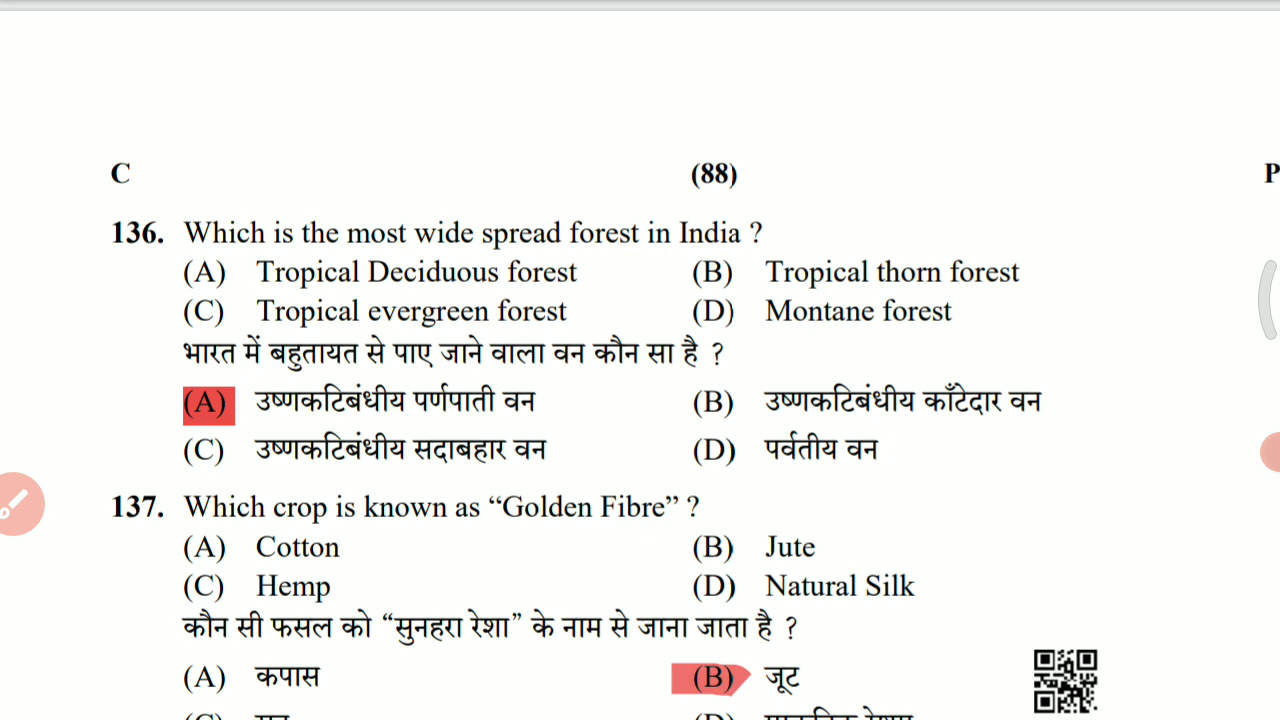 C (88) P
136. Which is the most wide spread forest in India ?
(A) Tropical Deciduous forest (B) Tropical thorn forest
(C) Tropical evergreen forest (D) Montane forest
भारत में बहुतायत से पाए जाने वाला वन कौन सा है ?
(A) उष्णकटिबंधीय पर्णपाती वन (B) उष्णकटिबंधीय काँटेदार वन
(C) उष्णकटिबंधीय सदाबहार वन (D) पर्वतीय वन
137. Which crop is known as “Golden Fibre” ?
(A) Cotton (B) Jute
(C) Hemp (D) Natural Silk
कौन सी फसल को “सुनहरा रेशा” के नाम से जाना जाता है ?
(A) कपास (B) जूट